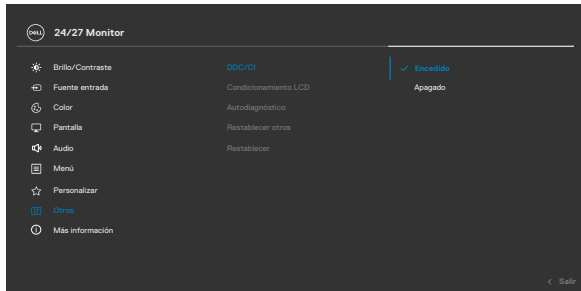 DELL 24/27 Monitor
Brillo/Contraste DDC/CI ✓ Encedido
Fuente entrada Condicionamiento LCD Apagado
Color Autodiagnóstico
Pantalla Restablecer otros
Audio Restablecer
Menú
Personalizar
Otros
Más información
< Salir